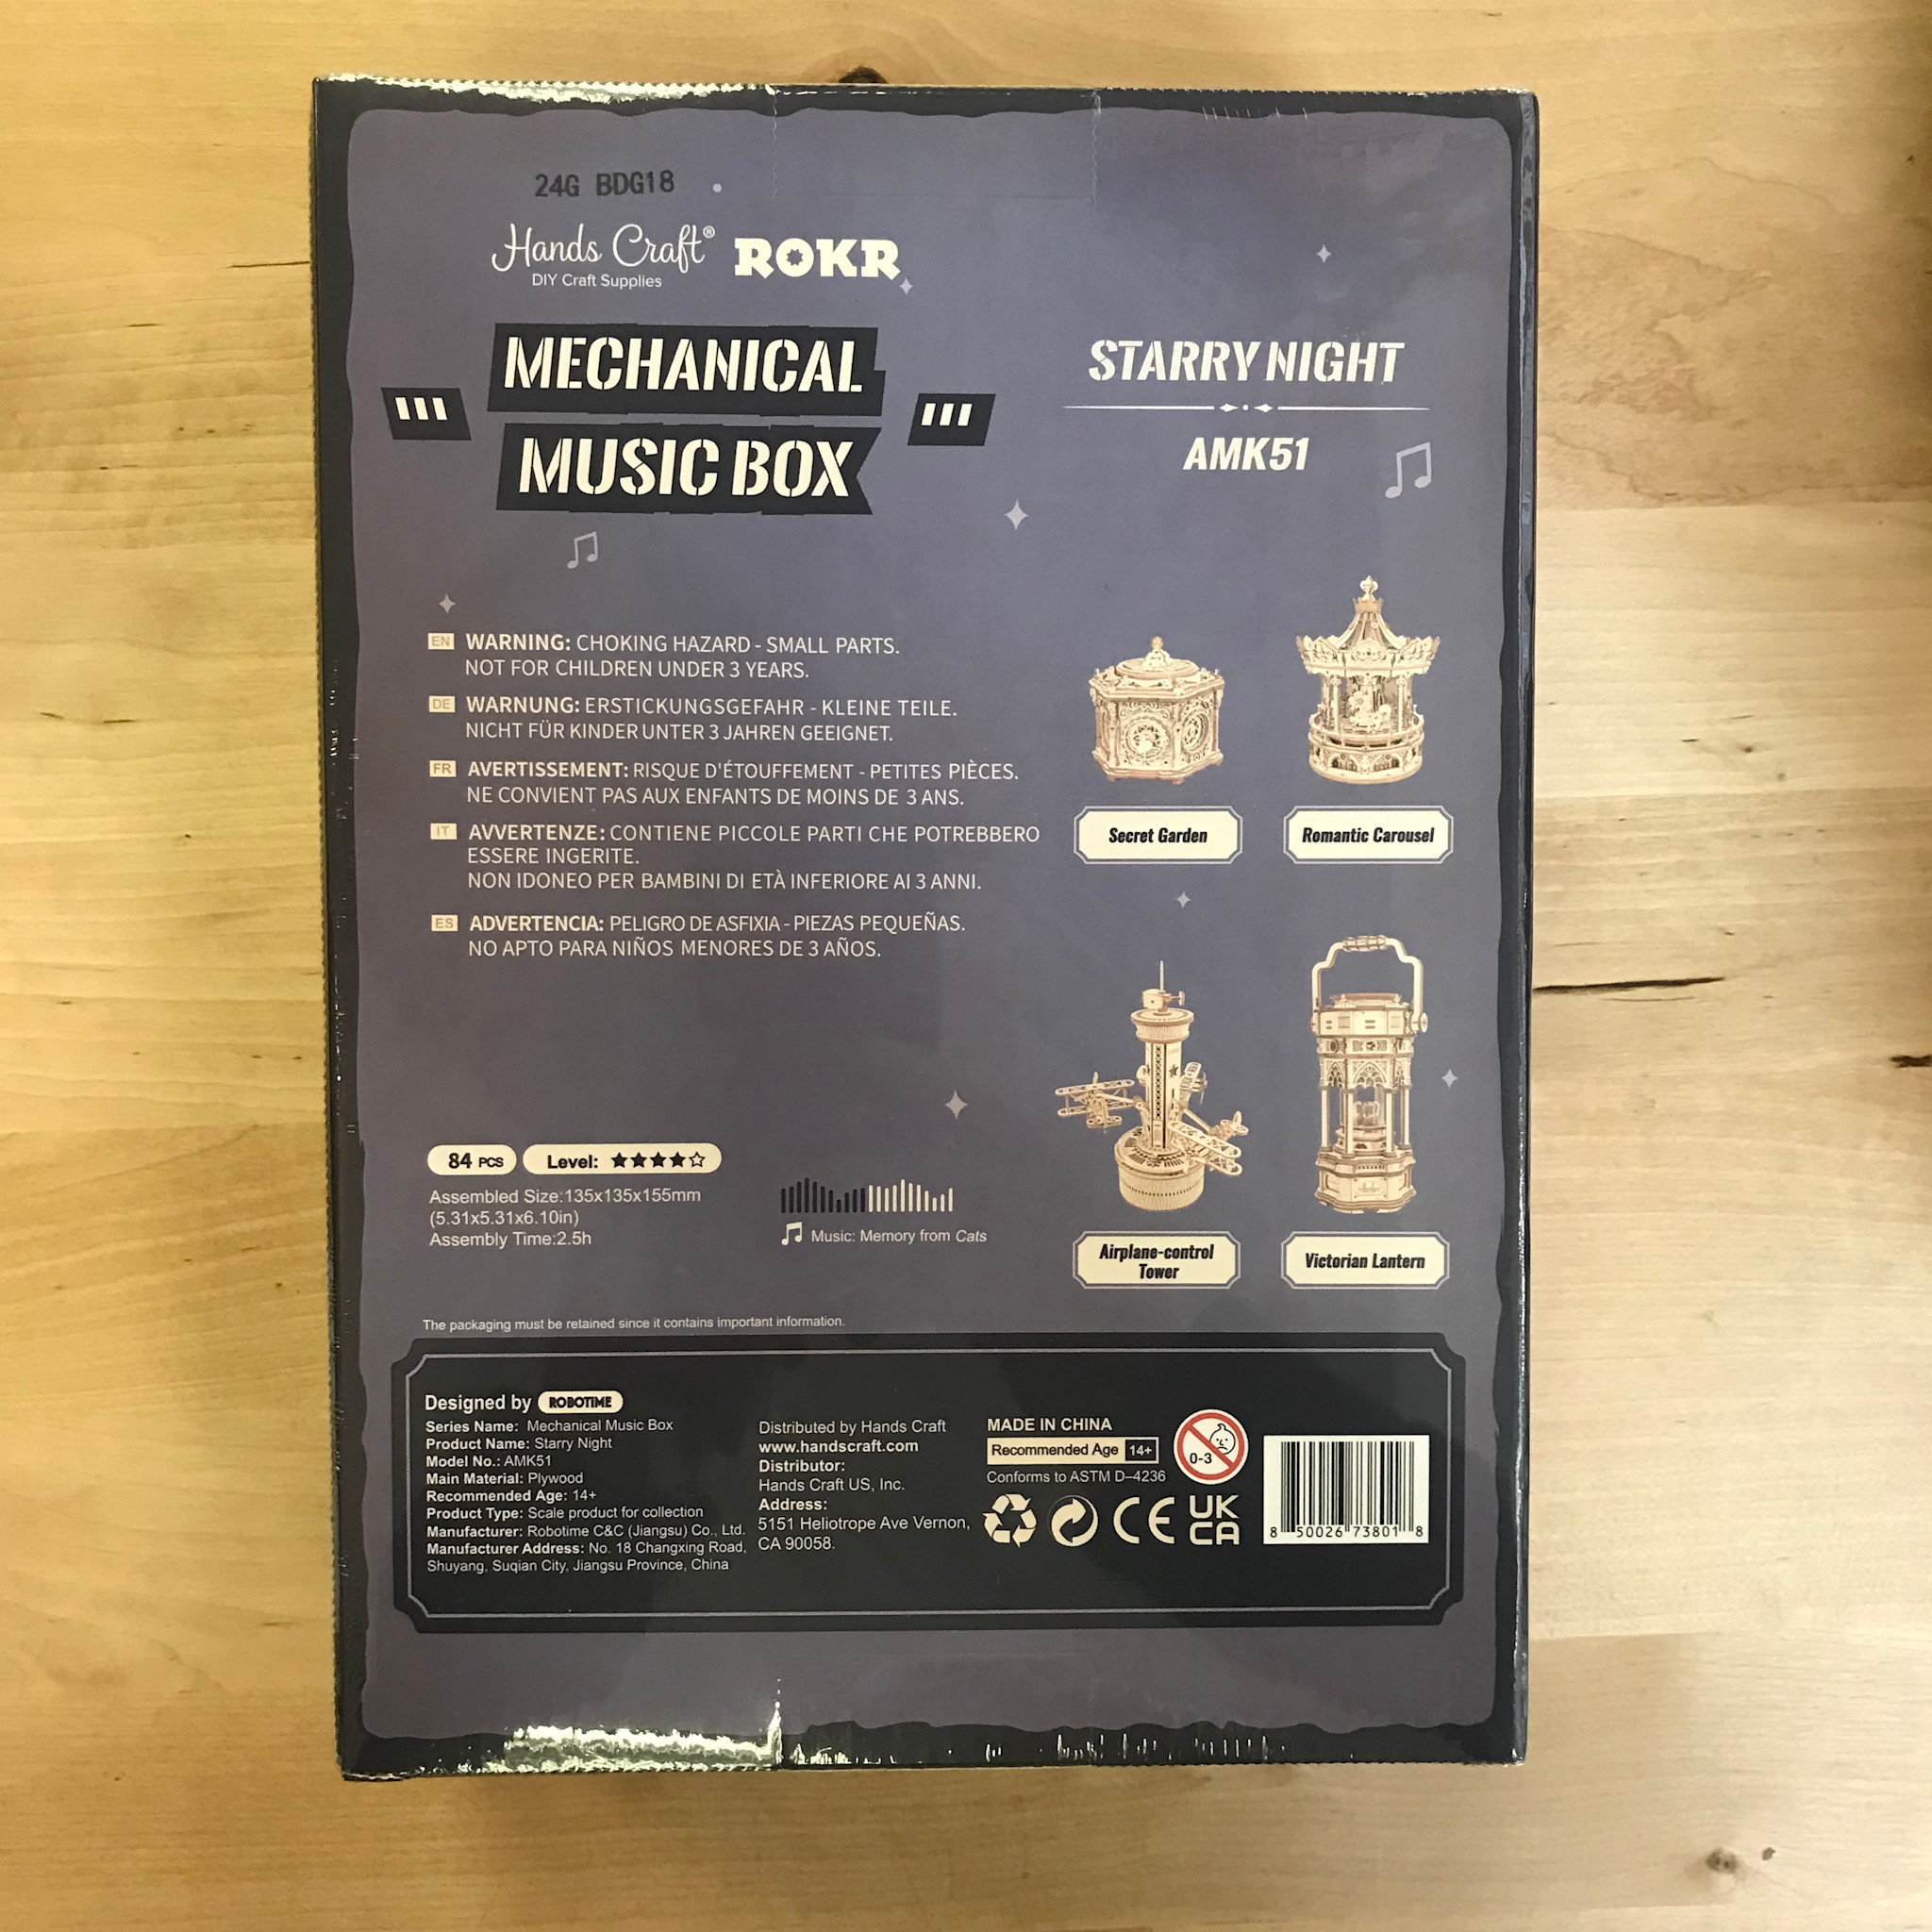 24G BDG18
Hands Craft®
DIY Craft Supplies
ROKR
MECHANICAL
MUSIC BOX
STARRY NIGHT
AMK51
EN WARNING: CHOKING HAZARD - SMALL PARTS.
NOT FOR CHILDREN UNDER 3 YEARS.
DE WARNUNG: ERSTICKUNGSGEFAHR - KLEINE TEILE.
NICHT FÜR KINDER UNTER 3 JAHREN GEEIGNET.
FR AVERTISSEMENT: RISQUE D'ÉTOUFFEMENT - PETITES PIÈCES.
NE CONVIENT PAS AUX ENFANTS DE MOINS DE 3 ANS.
IT AVVERTENZE: CONTIENE PICCOLE PARTI CHE POTREBBERO
ESSERE INGERITE.
NON IDONEO PER BAMBINI DI ETÀ INFERIORE AI 3 ANNI.
ES ADVERTENCIA: PELIGRO DE ASFIXIA - PIEZAS PEQUEÑAS.
NO APTO PARA NIÑOS MENORES DE 3 AÑOS.
Secret Garden
Romantic Carousel
Airplane-control
Tower
Victorian Lantern
84 PCS
Level: ★★★★☆
Assembled Size:135x135x155mm
(5.31x5.31x6.10in)
Assembly Time:2.5h
Music: Memory from Cats
The packaging must be retained since it contains important information.
Designed by ROBOTIME
Series Name: Mechanical Music Box
Product Name: Starry Night
Model No.: AMK51
Main Material: Plywood
Recommended Age: 14+
Product Type: Scale product for collection
Manufacturer: Robotime C&C (Jiangsu) Co., Ltd.
Manufacturer Address: No. 18 Changxing Road,
Shuyang, Suqian City, Jiangsu Province, China
Distributed by Hands Craft
www.handscraft.com
Distributor:
Hands Craft US, Inc.
Address:
5151 Heliotrope Ave Vernon,
CA 90058.
MADE IN CHINA
Recommended Age 14+
Conforms to ASTM D–4236
0-3
CE
UK
CA
8 50026 73801 8